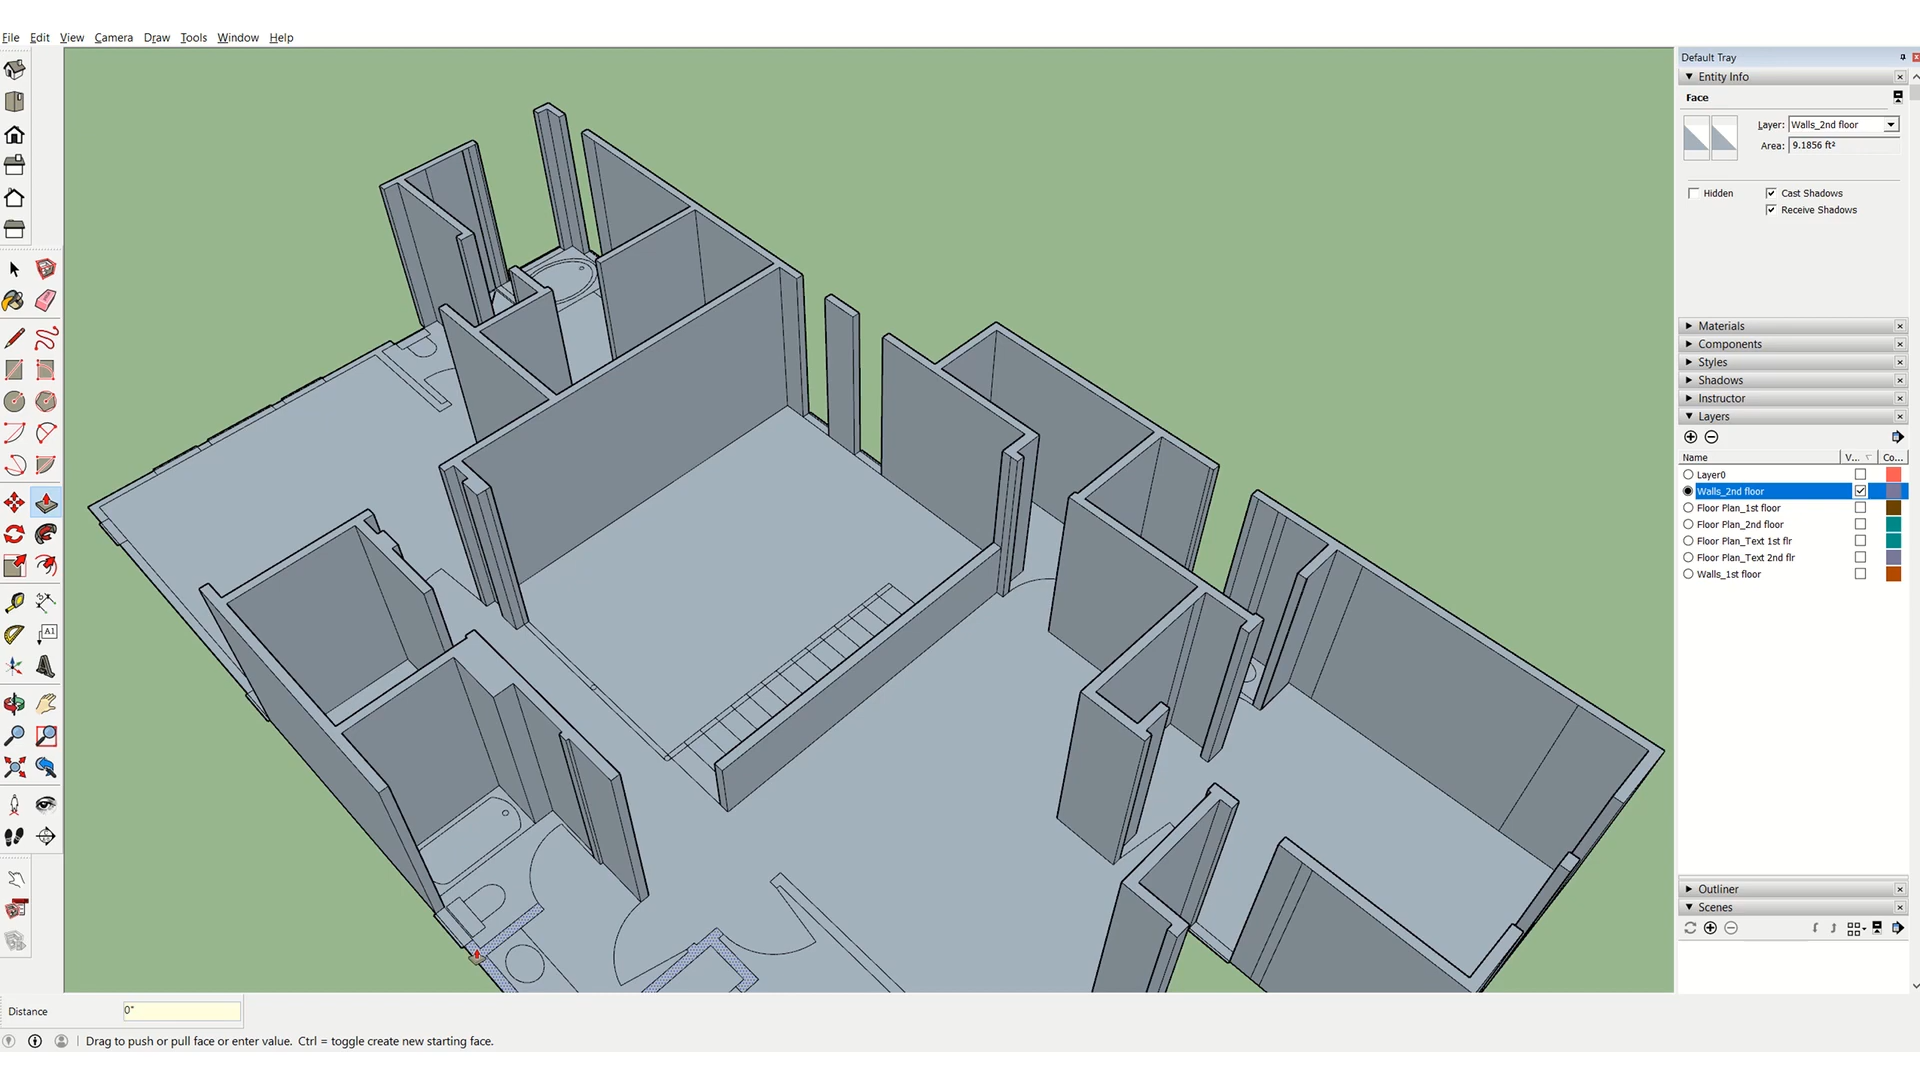 File Edit View Camera Draw Tools Window Help
Default Tray
Entity Info
Face
Layer: Walls_2nd floor
Area: 9.1856 ft²
Hidden
Cast Shadows
Receive Shadows
Materials
Components
Styles
Shadows
Instructor
Layers
Name V... Co...
Layer0
Walls_2nd floor
Floor Plan_1st floor
Floor Plan_2nd floor
Floor Plan_Text 1st flr
Floor Plan_Text 2nd flr
Walls_1st floor
Outliner
Scenes
A1
Distance 0"
Drag to push or pull face or enter value. Ctrl = toggle create new starting face.